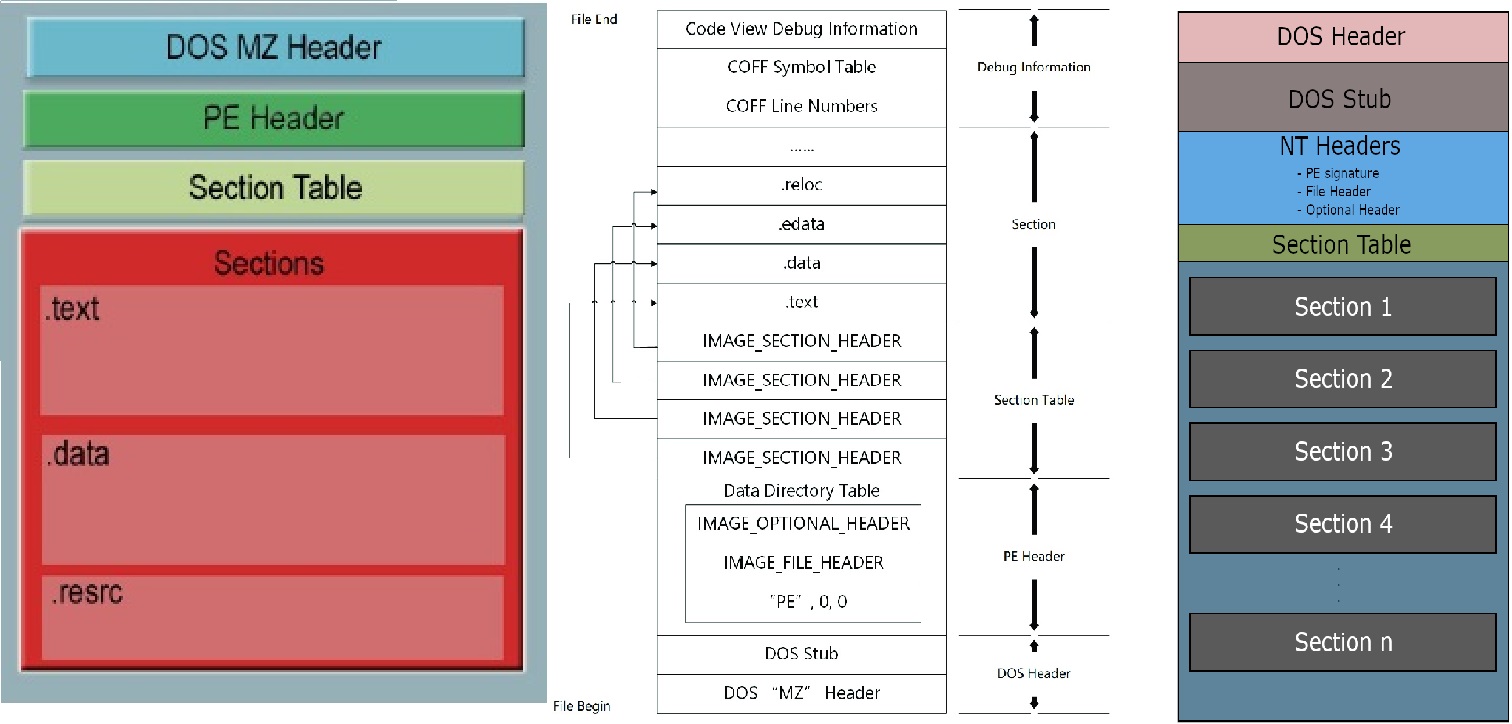 DOS MZ Header
PE Header
Section Table
Sections
.text
.data
.resrc
File End
Code View Debug Information
COFF Symbol Table
COFF Line Numbers
......
.reloc
.edata
.data
.text
IMAGE_SECTION_HEADER
IMAGE_SECTION_HEADER
IMAGE_SECTION_HEADER
IMAGE_SECTION_HEADER
Data Directory Table
IMAGE_OPTIONAL_HEADER
IMAGE_FILE_HEADER
“PE”, 0, 0
DOS Stub
DOS “MZ” Header
File Begin
Debug Information
Section
Section Table
PE Header
DOS Header
DOS Header
DOS Stub
NT Headers
- PE signature
- File Header
- Optional Header
Section Table
Section 1
Section 2
Section 3
Section 4
Section n